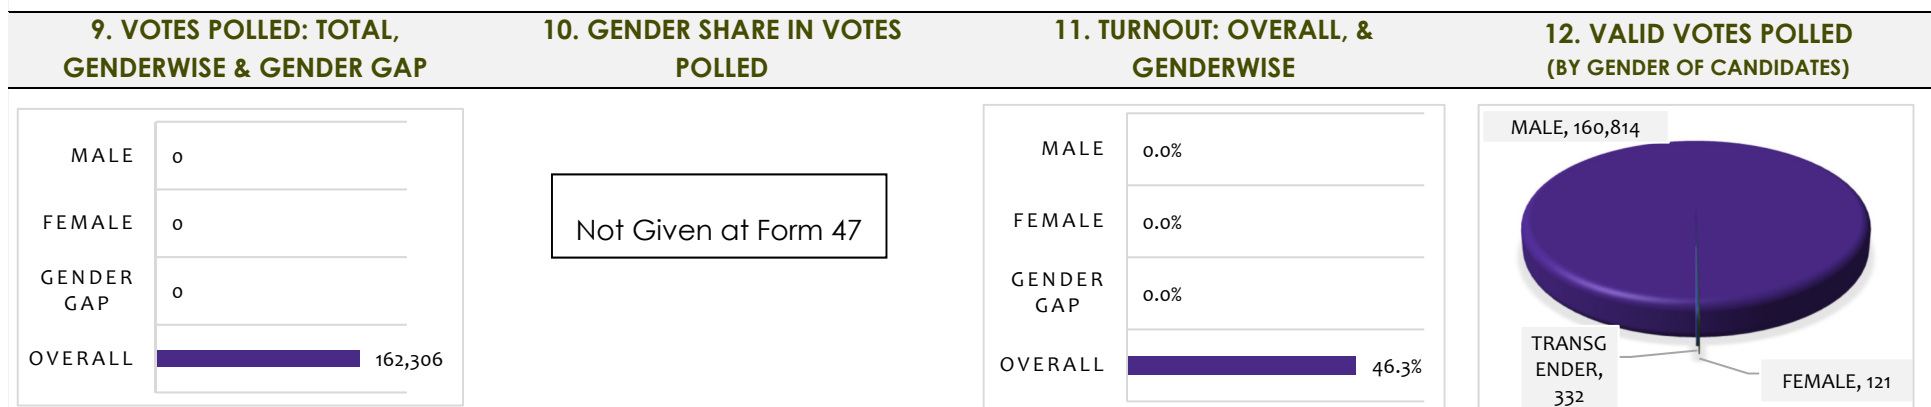 9. VOTES POLLED: TOTAL,
GENDERWISE & GENDER GAP
10. GENDER SHARE IN VOTES
POLLED
11. TURNOUT: OVERALL, &
GENDERWISE
12. VALID VOTES POLLED
(BY GENDER OF CANDIDATES)
MALE 0
FEMALE 0
GENDER
GAP 0
OVERALL 162,306
Not Given at Form 47
MALE 0.0%
FEMALE 0.0%
GENDER
GAP 0.0%
OVERALL 46.3%
MALE, 160,814
TRANSG
ENDER,
332
FEMALE, 121